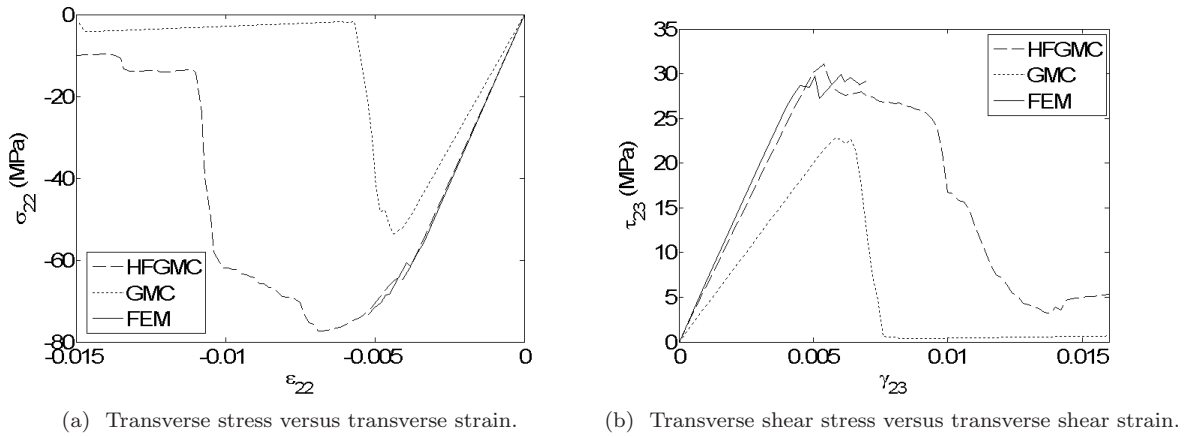 0
-20
-40
-60
-80
-0.015
-0.01
-0.005
0
σ22 (MPa)
ε22
HFGMC
GMC
FEM
(a) Transverse stress versus transverse strain.
35
30
25
20
15
10
5
0
0
0.005
0.01
0.015
τ23 (MPa)
γ23
HFGMC
GMC
FEM
(b) Transverse shear stress versus transverse shear strain.